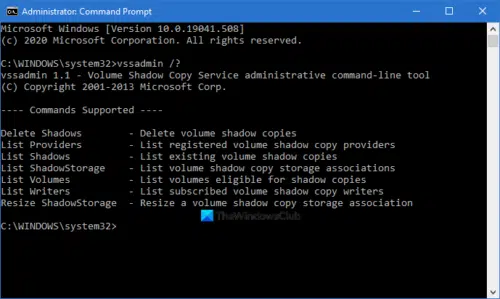 Administrator: Command Prompt
Microsoft Windows [Version 10.0.19041.508]
(c) 2020 Microsoft Corporation. All rights reserved.
C:\WINDOWS\system32>vssadmin /?
vssadmin 1.1 - Volume Shadow Copy Service administrative command-line tool
(C) Copyright 2001-2013 Microsoft Corp.
---- Commands Supported ----
Delete Shadows - Delete volume shadow copies
List Providers - List registered volume shadow copy providers
List Shadows - List existing volume shadow copies
List ShadowStorage - List volume shadow copy storage associations
List Volumes - List volumes eligible for shadow copies
List Writers - List subscribed volume shadow copy writers
Resize ShadowStorage - Resize a volume shadow copy storage association
TheWindowsClub
C:\WINDOWS\system32>